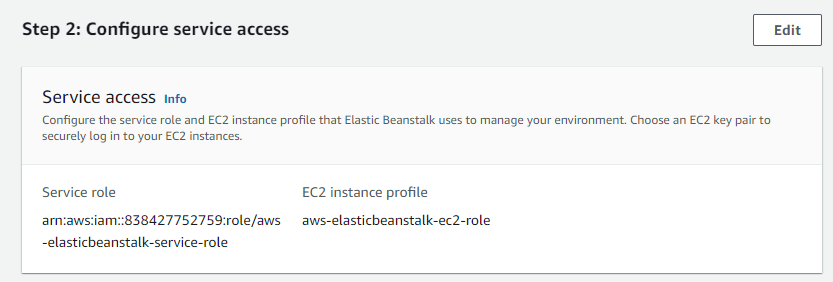 Step 2: Configure service access
Edit
Service access Info
Configure the service role and EC2 instance profile that Elastic Beanstalk uses to manage your environment. Choose an EC2 key pair to
securely log in to your EC2 instances.
Service role
EC2 instance profile
arn:aws:iam::838427752759:role/aws
-elasticbeanstalk-service-role
aws-elasticbeanstalk-ec2-role